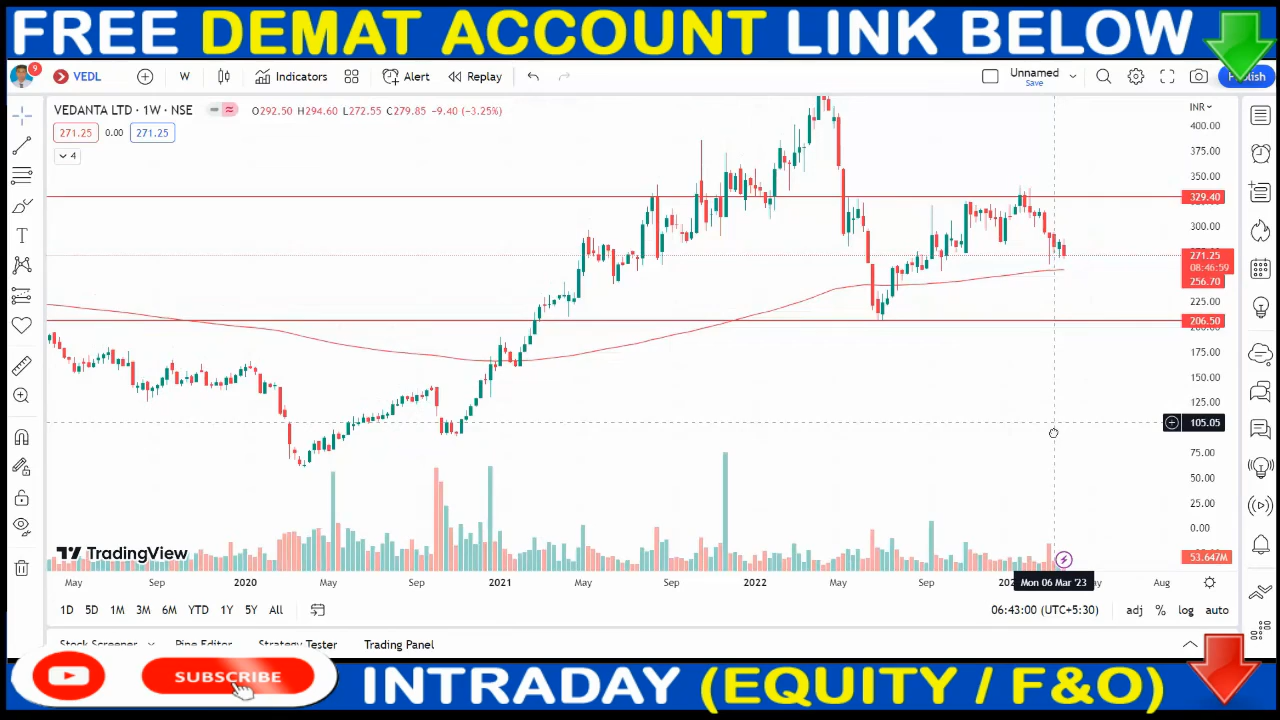 FREE DEMAT ACCOUNT LINK BELOW
9 VEDL W Indicators Alert Replay Unnamed Save Publish
VEDANTA LTD · 1W · NSE O292.50 H294.60 L272.55 C279.85 -9.40 (-3.25%) INR
271.25 0.00 271.25
4
400.00
375.00
350.00
329.40
300.00
271.25
08:46:59
256.70
225.00
206.50
175.00
150.00
125.00
105.05
75.00
50.00
25.00
0.00
53.647M
TradingView
May Sep 2020 May Sep 2021 May Sep 2022 May Sep Mon 06 Mar '23 Aug
1D 5D 1M 3M 6M YTD 1Y 5Y All 06:43:00 (UTC+5:30) adj % log auto
Stock Screener Pine Editor Strategy Tester Trading Panel
SUBSCRIBE INTRADAY (EQUITY / F&O)